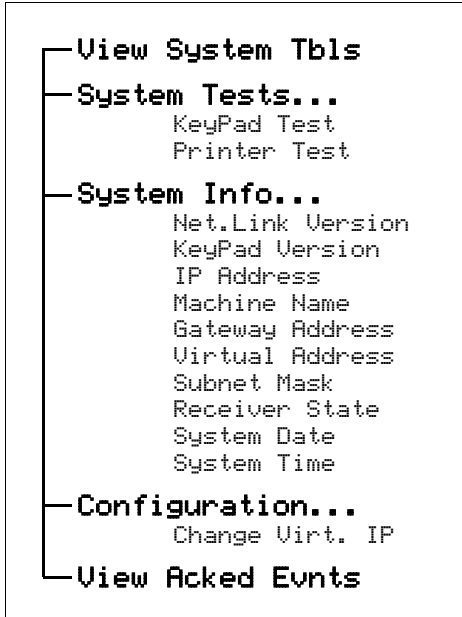 View System Tbls
System Tests...
KeyPad Test
Printer Test
System Info...
Net.Link Version
KeyPad Version
IP Address
Machine Name
Gateway Address
Virtual Address
Subnet Mask
Receiver State
System Date
System Time
Configuration...
Change Virt. IP
View Acked Evnts